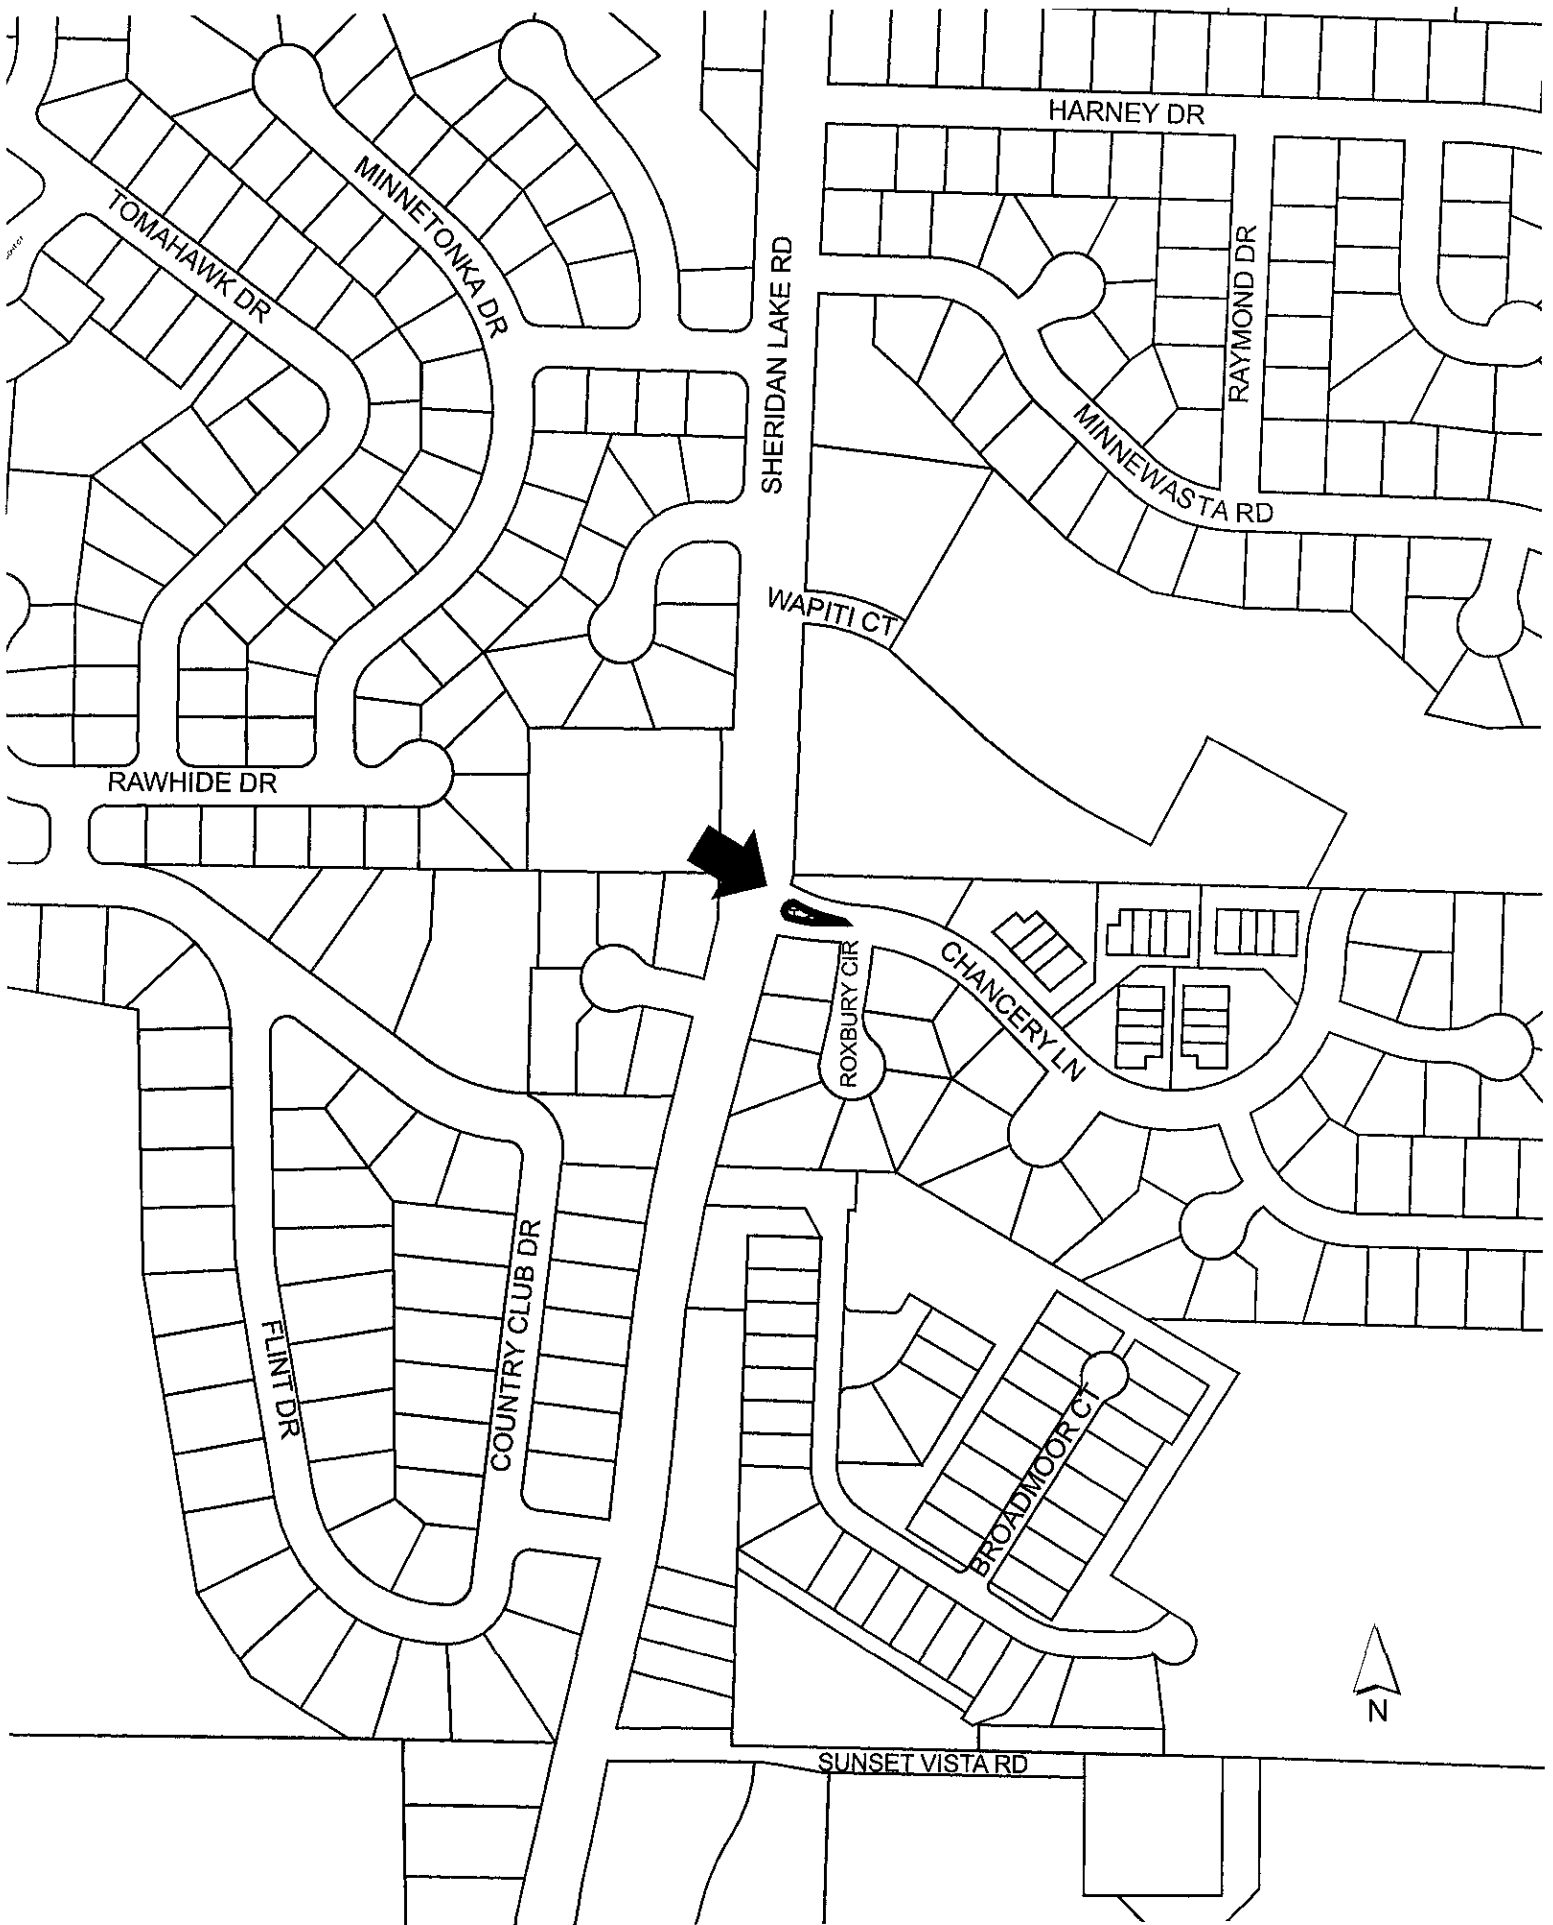 HARNEY DR
MINNETONKA DR
TOMAHAWK DR
SHERIDAN LAKE RD
RAYMOND DR
MINNEWASTA RD
WAPITI CT
RAWHIDE DR
CHANCERY LN
ROXBURY CIR
COUNTRY CLUB DR
FLINT DR
BROADMOOR CT
N
SUNSET VISTA RD